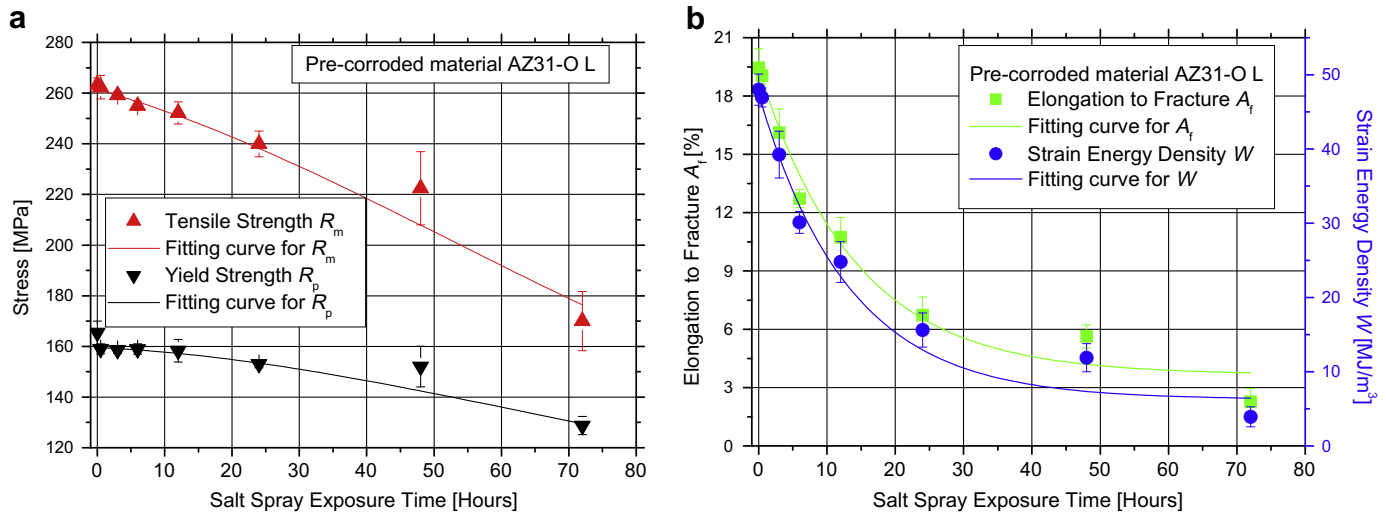 a
Stress [MPa]
280
260
240
220
200
180
160
140
120
Pre-corroded material AZ31-O L
Tensile Strength Rm
Fitting curve for Rm
Yield Strength Rp
Fitting curve for Rp
0 10 20 30 40 50 60 70 80
Salt Spray Exposure Time [Hours]
b
Elongation to Fracture Af [%]
21
18
15
12
9
6
3
0
Pre-corroded material AZ31-O L
Elongation to Fracture Af
Fitting curve for Af
Strain Energy Density W
Fitting curve for W
50
40
30
20
10
0
Strain Energy Density W [MJ/m³]
0 10 20 30 40 50 60 70 80
Salt Spray Exposure Time [Hours]